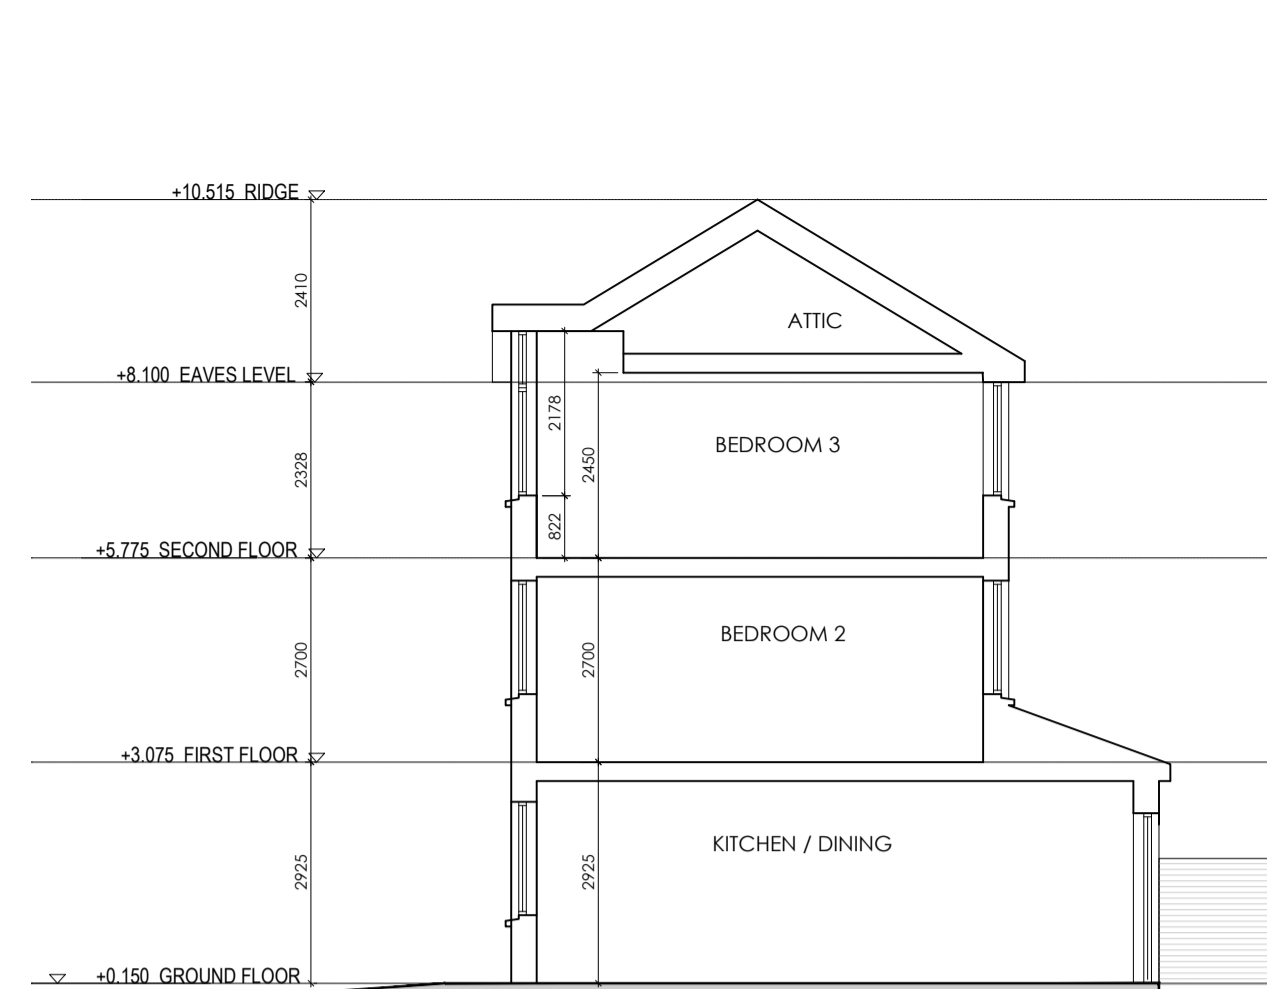 +10.515 RIDGE
2410
ATTIC
+8.100 EAVES LEVEL
2178
2450
BEDROOM 3
2328
822
+5.775 SECOND FLOOR
BEDROOM 2
2700
2700
+3.075 FIRST FLOOR
KITCHEN / DINING
2925
2925
+0.150 GROUND FLOOR